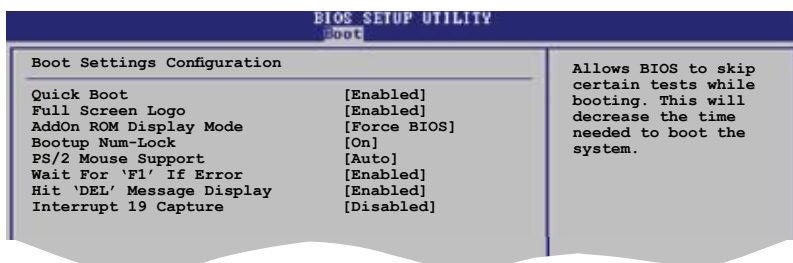 BIOS SETUP UTILITY
Boot
Boot Settings Configuration
Quick Boot [Enabled]
Full Screen Logo [Enabled]
AddOn ROM Display Mode [Force BIOS]
Bootup Num-Lock [On]
PS/2 Mouse Support [Auto]
Wait For ‘F1’ If Error [Enabled]
Hit ‘DEL’ Message Display [Enabled]
Interrupt 19 Capture [Disabled]
Allows BIOS to skip
certain tests while
booting. This will
decrease the time
needed to boot the
system.